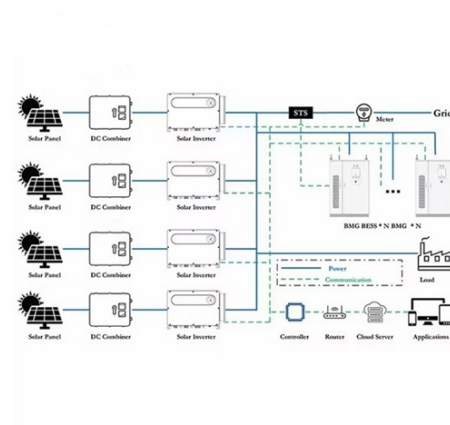 STS
Meter
Grid
Solar Panel DC Combiner Solar Inverter
Solar Panel DC Combiner Solar Inverter
BMG BESS * N BMG * N
Solar Panel DC Combiner Solar Inverter
Power
Communication
Load
Solar Panel DC Combiner Solar Inverter
Controller Router Cloud Server Applications